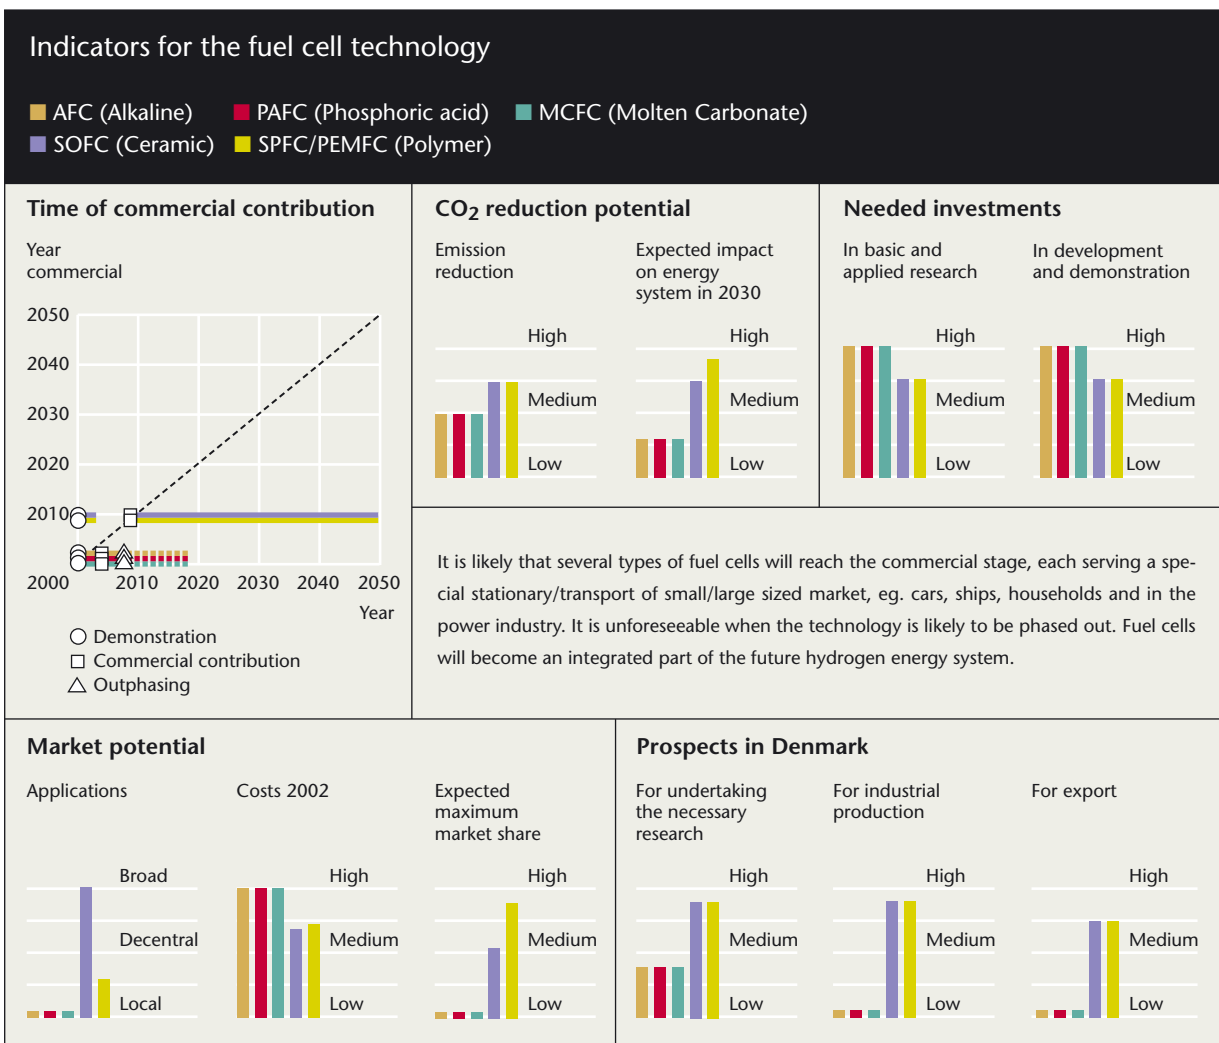 Indicators for the fuel cell technology
AFC (Alkaline) PAFC (Phosphoric acid) MCFC (Molten Carbonate)
SOFC (Ceramic) SPFC/PEMFC (Polymer)
Time of commercial contribution
Year
commercial
2050
2040
2030
2020
2010
2000 2010 2020 2030 2040 2050
Year
Demonstration
Commercial contribution
Outphasing
CO2 reduction potential
Emission
reduction
High
Medium
Low
Expected impact
on energy
system in 2030
High
Medium
Low
Needed investments
In basic and
applied research
High
Medium
Low
In development
and demonstration
High
Medium
Low
It is likely that several types of fuel cells will reach the commercial stage, each serving a spe-
cial stationary/transport of small/large sized market, eg. cars, ships, households and in the
power industry. It is unforeseeable when the technology is likely to be phased out. Fuel cells
will become an integrated part of the future hydrogen energy system.
Market potential
Applications
Broad
Decentral
Local
Costs 2002
High
Medium
Low
Expected
maximum
market share
High
Medium
Low
Prospects in Denmark
For undertaking
the necessary
research
High
Medium
Low
For industrial
production
High
Medium
Low
For export
High
Medium
Low